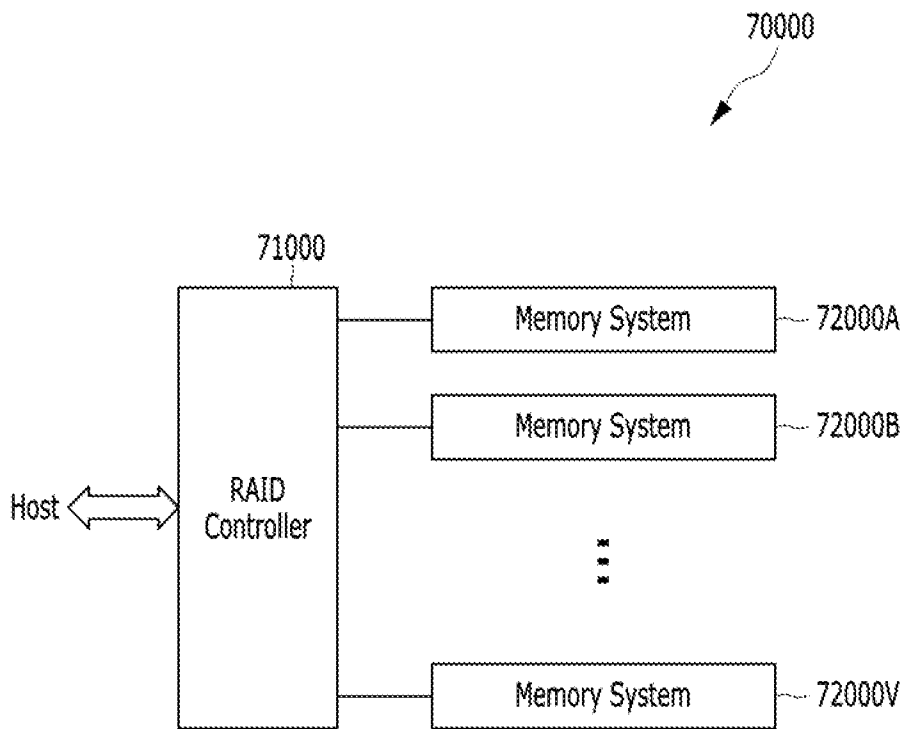 70000
71000
Memory System
72000A
Memory System
72000B
Host
RAID
Controller
Memory System
72000V